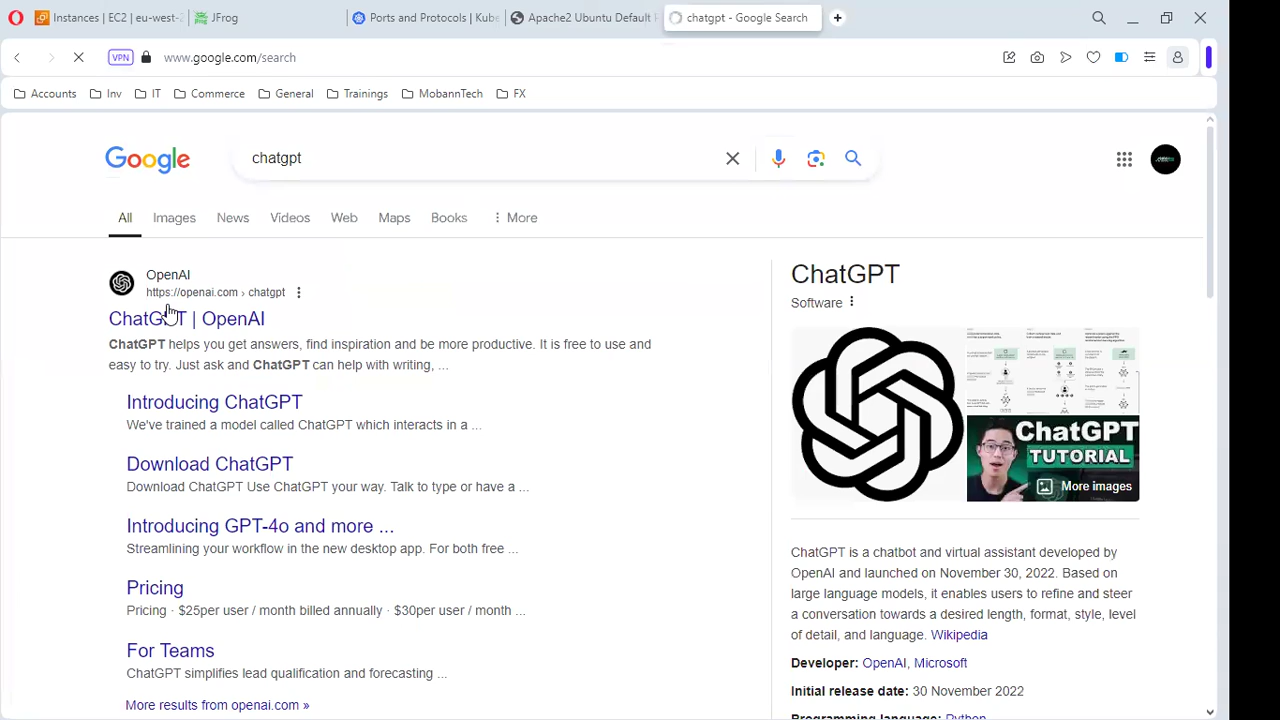 Instances | EC2 | eu-west-
JFrog
Ports and Protocols | Kube
Apache2 Ubuntu Default
chatgpt - Google Search
VPN
www.google.com/search
Accounts
Inv
IT
Commerce
General
Trainings
MobannTech
FX
Google
chatgpt
All
Images
News
Videos
Web
Maps
Books
More
OpenAI
https://openai.com › chatgpt
ChatGPT | OpenAI
ChatGPT helps you get answers, find inspiration and be more productive. It is free to use and
easy to try. Just ask and ChatGPT can help with writing, ...
Introducing ChatGPT
We've trained a model called ChatGPT which interacts in a ...
Download ChatGPT
Download ChatGPT Use ChatGPT your way. Talk to type or have a ...
Introducing GPT-4o and more ...
Streamlining your workflow in the new desktop app. For both free ...
Pricing
Pricing · $25per user / month billed annually · $30per user / month ...
For Teams
ChatGPT simplifies lead qualification and forecasting ...
More results from openai.com »
ChatGPT
Software
ChatGPT
TUTORIAL
More images
ChatGPT is a chatbot and virtual assistant developed by
OpenAI and launched on November 30, 2022. Based on
large language models, it enables users to refine and steer
a conversation towards a desired length, format, style, level
of detail, and language. Wikipedia
Developer: OpenAI, Microsoft
Initial release date: 30 November 2022
Programming language: Python